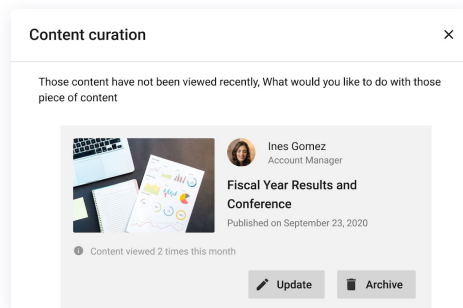 Content curation
Those content have not been viewed recently, What would you like to do with those
piece of content
Ines Gomez
Account Manager
Fiscal Year Results and
Conference
Published on September 23, 2020
Content viewed 2 times this month
Update
Archive